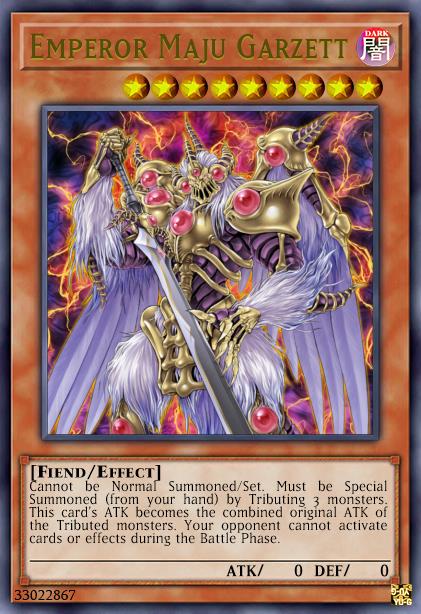 Emperor Maju Garzett
DARK
闇
[Fiend/Effect]
Cannot be Normal Summoned/Set. Must be Special
Summoned (from your hand) by Tributing 3 monsters.
This card's ATK becomes the combined original ATK of
the Tributed monsters. Your opponent cannot activate
cards or effects during the Battle Phase.
ATK/ 0 DEF/ 0
33022867